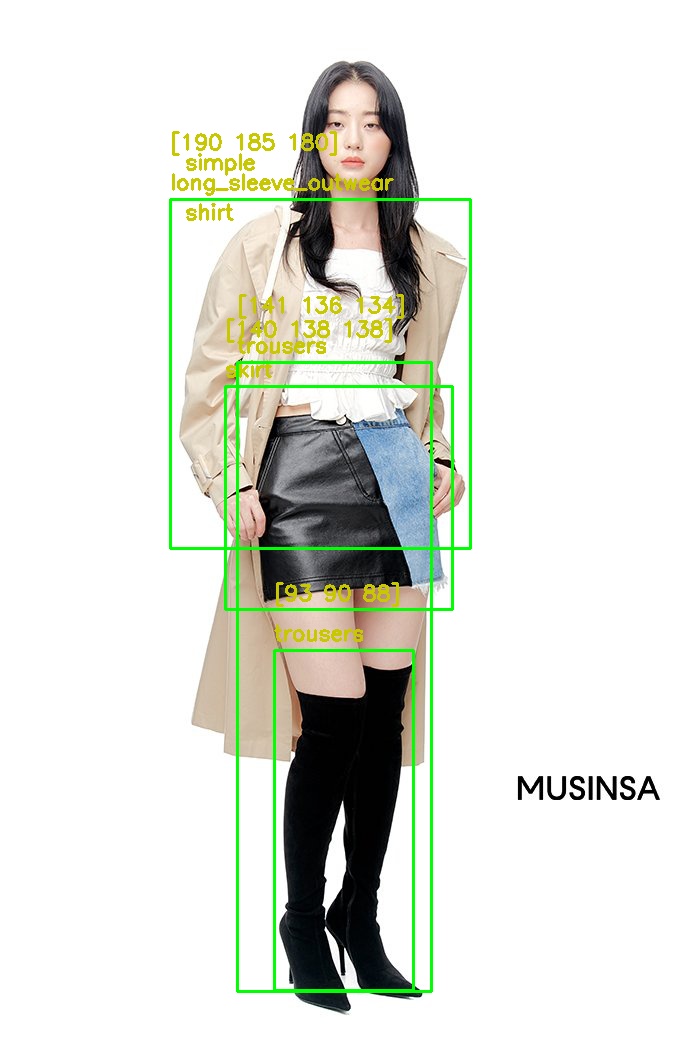 [190 185 180]
simple
long_sleeve_outwear
shirt
[141 136 134]
[140 138 138]
trousers
skirt
[93 90 88]
trousers
MUSINSA